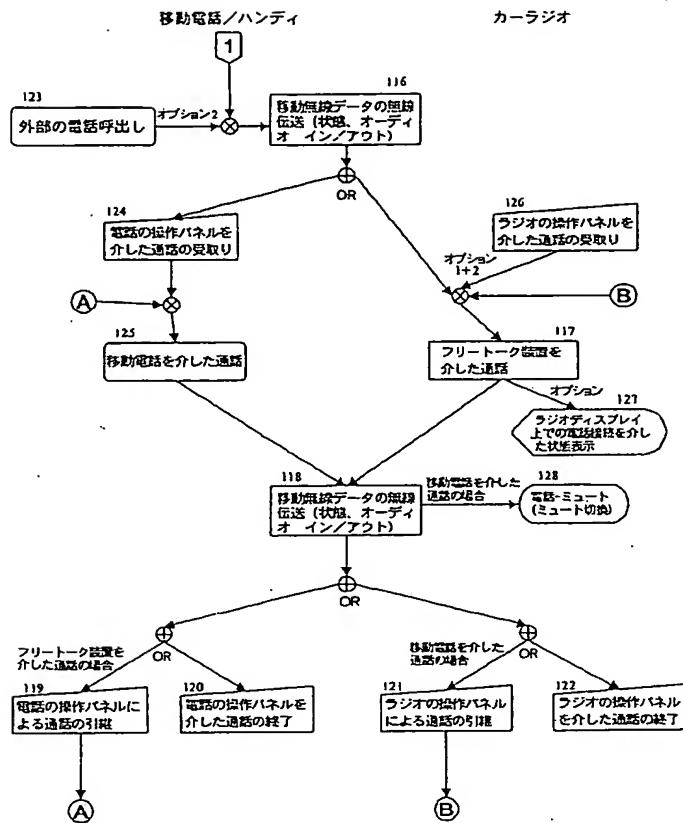 移動電話／ハンディ
カーラジオ
1
123
外部の電話呼出し
オプション2
116
移動無線データの無線
伝送（状態、オーディ
オ イン／アウト）
OR
124
電話の操作パネルを
介した通話の受取り
126
ラジオの操作パネルを
介した通話の受取り
オプション
1+2
A
B
125
移動電話を介した通話
117
フリートーク装置を
介した通話
オプション
127
ラジオディスプレイ
上での電話接続を介し
た状態表示
118
移動無線データの無線
伝送（状態、オーディ
オ イン／アウト）
移動電話を介した
通話の場合
128
電話-ミュート
(ミュート切換)
OR
フリートーク装置を
介した通話の場合
OR
移動電話を介した
通話の場合
OR
119
電話の操作パネルに
よる通話の引継
120
電話の操作パネルを
介した通話の終了
121
ラジオの操作パネル
による通話の引継
122
ラジオの操作パネル
を介した通話の終了
A
B